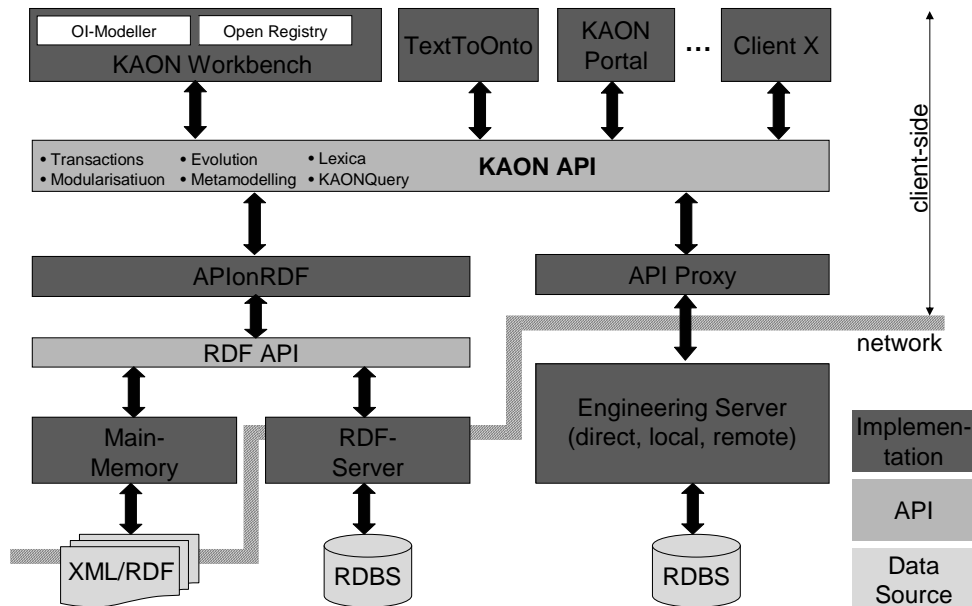 OI-Modeller
Open Registry
KAON Workbench
TextToOnto
KAON
Portal
...
Client X
client-side
• Transactions
• Evolution
• Lexica
• Modularisatiuon
• Metamodelling
• KAONQuery
KAON API
APIonRDF
API Proxy
RDF API
network
Main-
Memory
RDF-
Server
Engineering Server
(direct, local, remote)
XML/RDF
RDBS
RDBS
Implemen-
tation
API
Data
Source